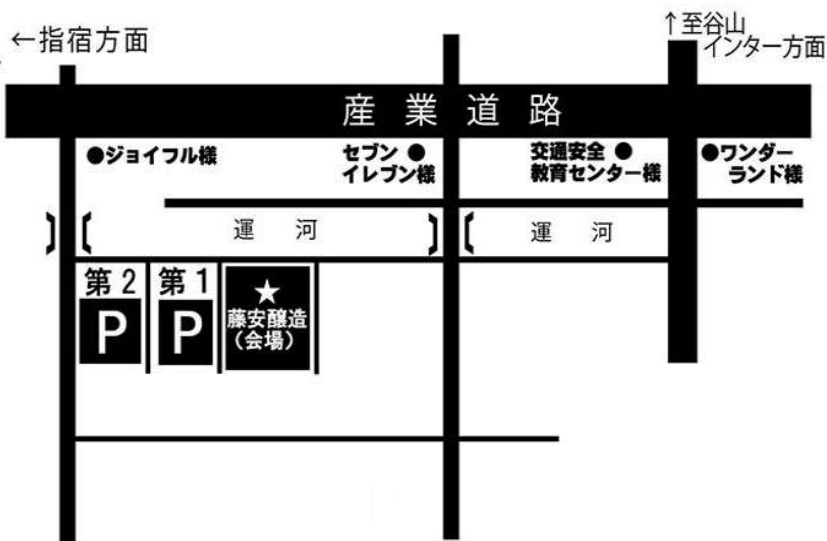 ←指宿方面
↑至谷山
インター方面
産業道路
●ジョイフル様
セブン●
イレブン様
交通安全●
教育センター様
●ワンダー
ランド様
運河
運河
第2
P
第1
P
★
藤安醸造
（会場）